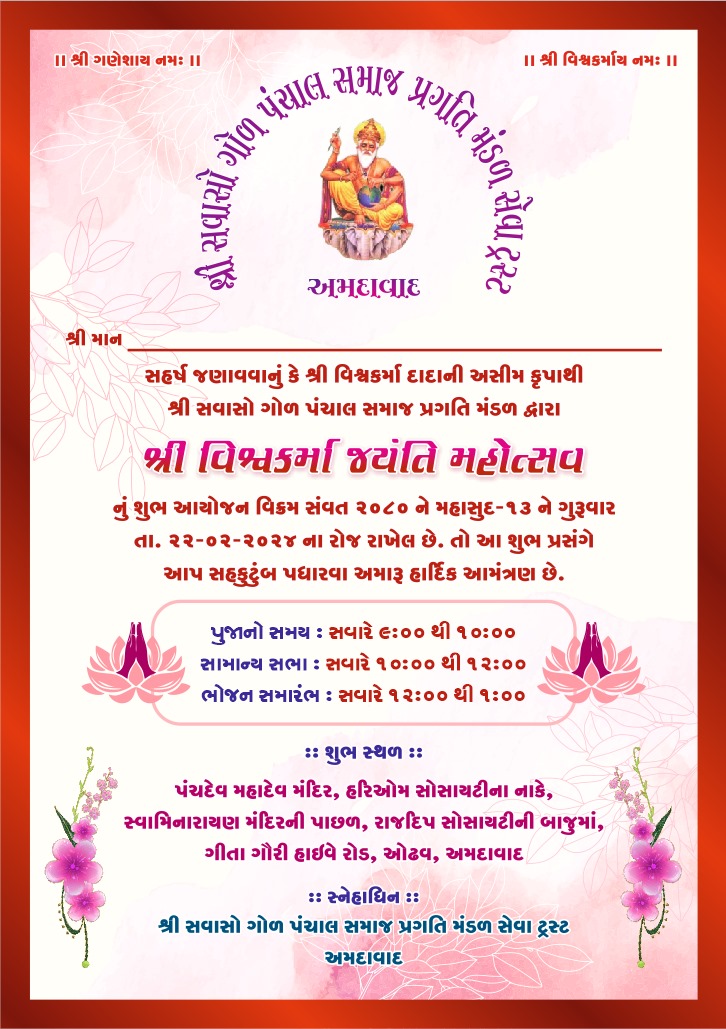 || શ્રી ગણેશાય નમઃ ||
|| શ્રી વિશ્વકર્માય નમઃ ||
શ્રી સવાસો ગોળ પંચાલ સમાજ પ્રગતિ મંડળ સેવા ટ્રસ્ટ
અમદાવાદ
શ્રી માન
સહર્ષ જણાવવાનું કે શ્રી વિશ્વકર્મા દાદાની અસીમ કૃપાથી
શ્રી સવાસો ગોળ પંચાલ સમાજ પ્રગતિ મંડળ દ્વારા
શ્રી વિશ્વકર્મા જયંતિ મહોત્સવ
નું શુભ આયોજન વિક્રમ સંવત ૨૦૮૦ ને મહાસુદ-૧૩ ને ગુરૂવાર
તા. ૨૨-૦૨-૨૦૨૪ ના રોજ રાખેલ છે. તો આ શુભ પ્રસંગે
આપ સહકુટુંબ પધારવા અમારૂ હાર્દિક આમંત્રણ છે.
પુજાનો સમય : સવારે ૯:૦૦ થી ૧૦:૦૦
સામાન્ય સભા : સવારે ૧૦:૦૦ થી ૧૨:૦૦
ભોજન સમારંભ : સવારે ૧૨:૦૦ થી ૧:૦૦
:: શુભ સ્થળ ::
પંચદેવ મહાદેવ મંદિર, હરિઓમ સોસાયટીના નાકે,
સ્વામિનારાયણ મંદિરની પાછળ, રાજદિપ સોસાયટીની બાજુમાં,
ગીતા ગૌરી હાઈવે રોડ, ઓઢવ, અમદાવાદ
:: સ્નેહાધિન ::
શ્રી સવાસો ગોળ પંચાલ સમાજ પ્રગતિ મંડળ સેવા ટ્રસ્ટ
અમદાવાદ